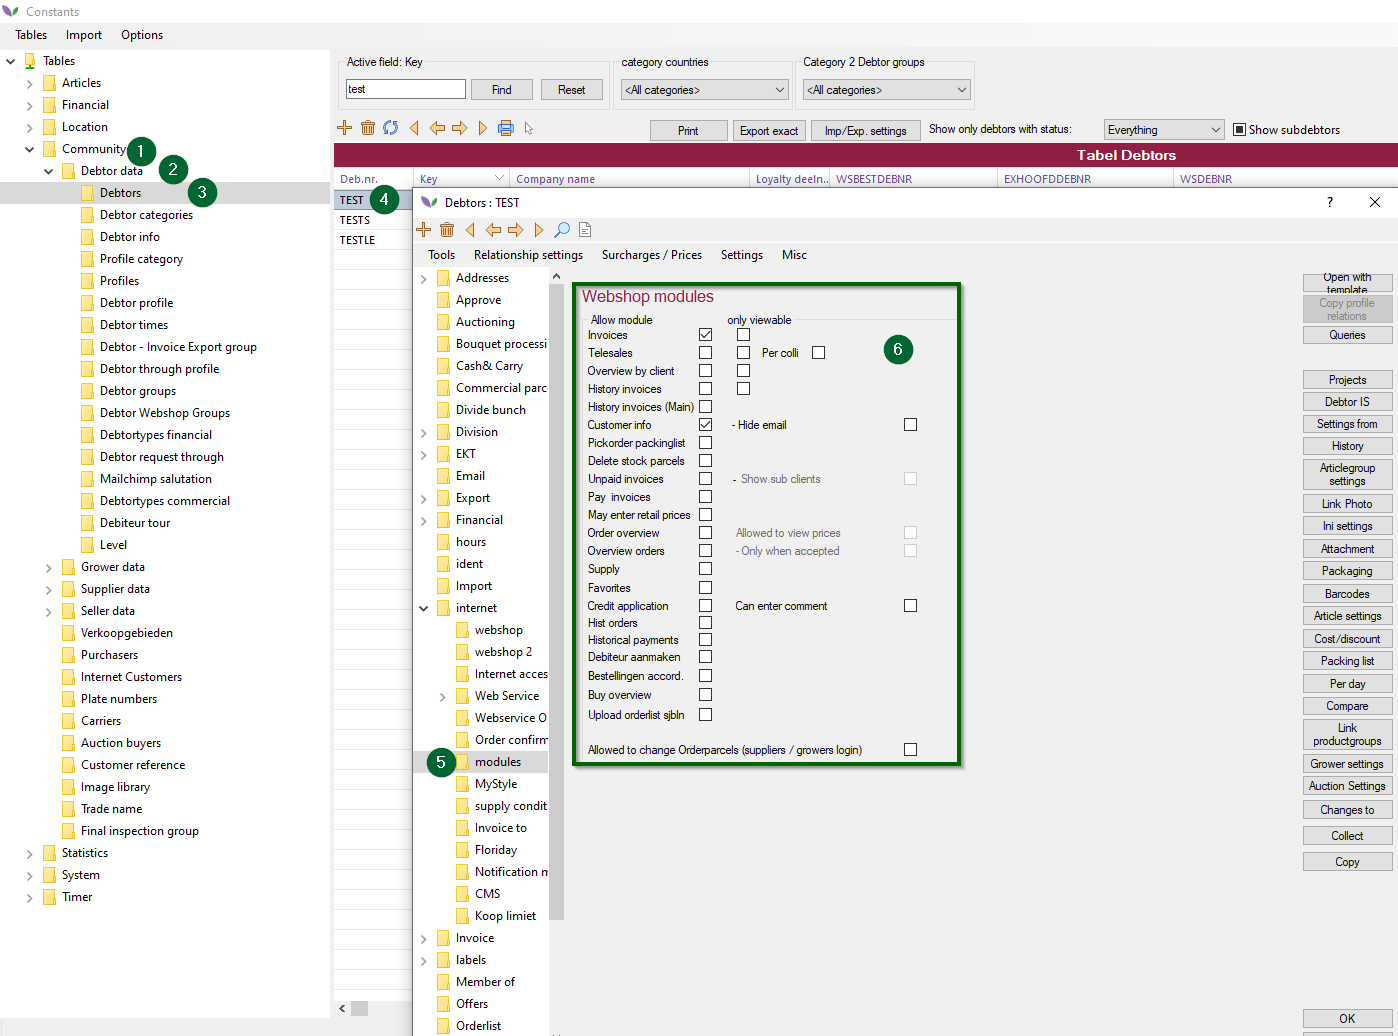 Constants
Tables Import Options
Tables
Articles
Financial
Location
Community 1
Debtor data 2
Debtors 3
Debtor categories
Debtor info
Profile category
Profiles
Debtor profile
Debtor times
Debtor - Invoice Export group
Debtor through profile
Debtor groups
Debtor Webshop Groups
Debtortypes financial
Debtor request through
Mailchimp salutation
Debtortypes commercial
Debiteur tour
Level
Grower data
Supplier data
Seller data
Verkoopgebieden
Purchasers
Internet Customers
Plate numbers
Carriers
Auction buyers
Customer reference
Image library
Trade name
Final inspection group
Statistics
System
Timer
Active field: Key
test Find Reset
category countries
<All categories>
Category 2 Debtor groups
<All categories>
Print Export exact Imp/Exp. settings Show only debtors with status: Everything Show subdebtors
Tabel Debtors
Deb.nr. Key Company name Loyalty deeln.. WSBESTDEBNR EXHOOFDDEBNR WSDEBNR
TEST 4
TESTS
TESTLE
Debtors : TEST ?
Tools Relationship settings Surcharges / Prices Settings Misc
Addresses
Approve
Auctioning
Bouquet processi
Cash& Carry
Commercial parc
Divide bunch
Division
EKT
Email
Export
Financial
hours
ident
Import
internet
webshop
webshop 2
Internet acces
Web Service
Webservice O
Order confirm
5 modules
MyStyle
supply condit
Invoice to
Floriday
Notification m
CMS
Koop limiet
Invoice
labels
Member of
Offers
Orderlist
Webshop modules
Allow module only viewable
Invoices
6
Telesales Per colli
Overview by client
History invoices
History invoices (Main)
Customer info - Hide email
Pickorder packinglist
Delete stock parcels
Unpaid invoices - Show sub clients
Pay invoices
May enter retail prices
Order overview Allowed to view prices
Overview orders - Only when accepted
Supply
Favorites
Credit application Can enter comment
Hist orders
Historical payments
Debiteur aanmaken
Bestellingen accord.
Buy overview
Upload orderlist sjbln
Allowed to change Orderparcels (suppliers / growers login)
Open with
template
Copy profile
relations
Queries
Projects
Debtor IS
Settings from
History
Articlegroup
settings
Link Photo
Ini settings
Attachment
Packaging
Barcodes
Article settings
Cost/discount
Packing list
Per day
Compare
Link
productgroups
Grower settings
Auction Settings
Changes to
Collect
Copy
OK